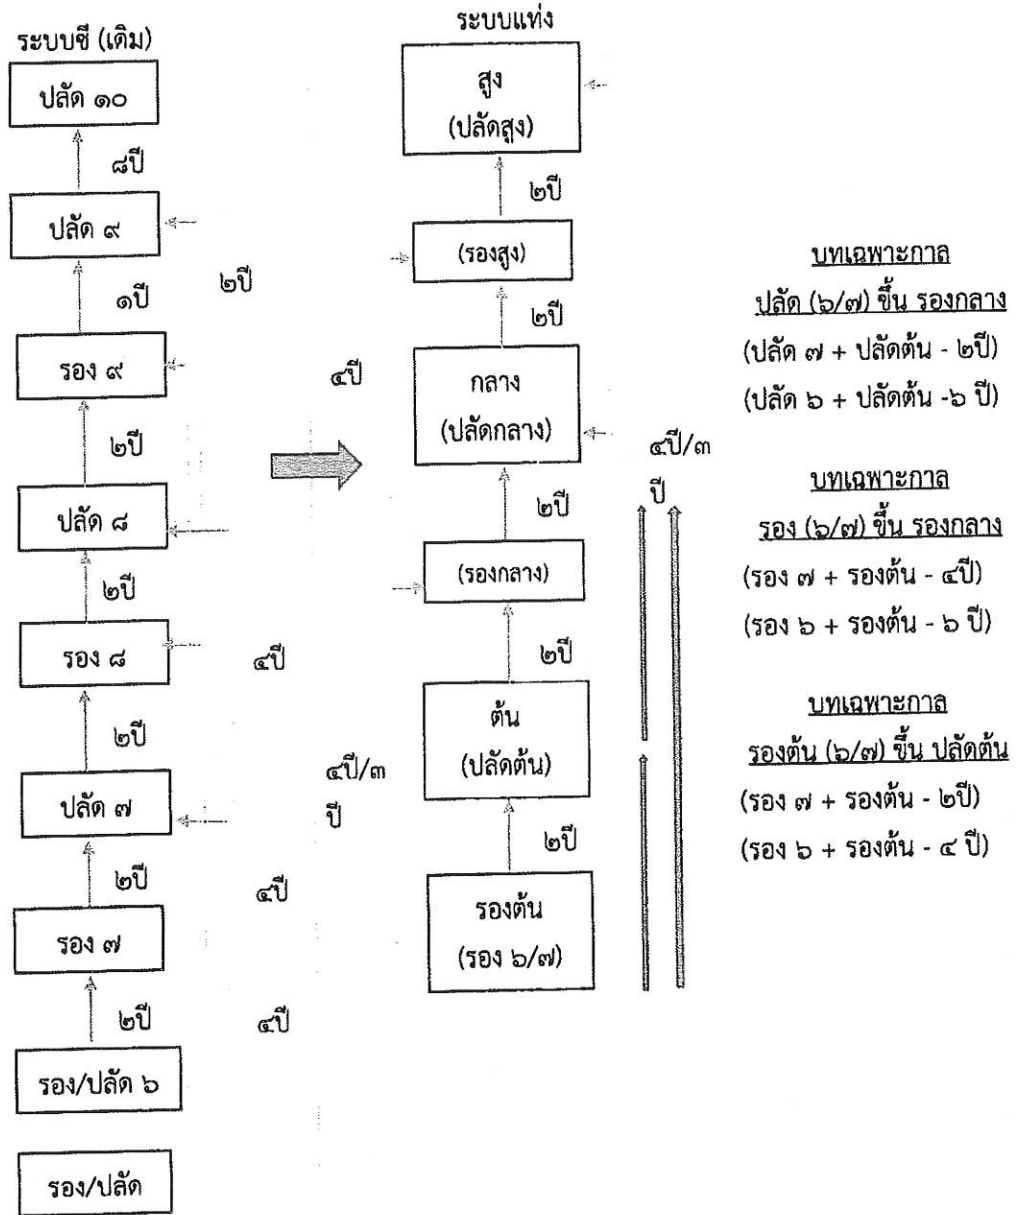 ระบบซี (เดิม)
ปลัด ๑๐
๘ปี
ปลัด ๙
๑ปี
๒ปี
รอง ๙
๔ปี
๒ปี
ปลัด ๘
๒ปี
รอง ๘
๔ปี
๒ปี
ปลัด ๗
๔ปี/๓
ปี
๒ปี
๔ปี
รอง ๗
๒ปี
๔ปี
รอง/ปลัด ๖
รอง/ปลัด
ระบบแท่ง
สูง
(ปลัดสูง)
๒ปี
(รองสูง)
๒ปี
กลาง
(ปลัดกลาง)
๔ปี/๓
ปี
๒ปี
(รองกลาง)
๒ปี
ต้น
(ปลัดต้น)
๒ปี
รองต้น
(รอง ๖/๗)
บทเฉพาะกาล
ปลัด (๖/๗) ขึ้น รองกลาง
(ปลัด ๗ + ปลัดต้น - ๒ปี)
(ปลัด ๖ + ปลัดต้น -๖ ปี)
บทเฉพาะกาล
รอง (๖/๗) ขึ้น รองกลาง
(รอง ๗ + รองต้น - ๔ปี)
(รอง ๖ + รองต้น - ๖ ปี)
บทเฉพาะกาล
รองต้น (๖/๗) ขึ้น ปลัดต้น
(รอง ๗ + รองต้น - ๒ปี)
(รอง ๖ + รองต้น - ๔ ปี)